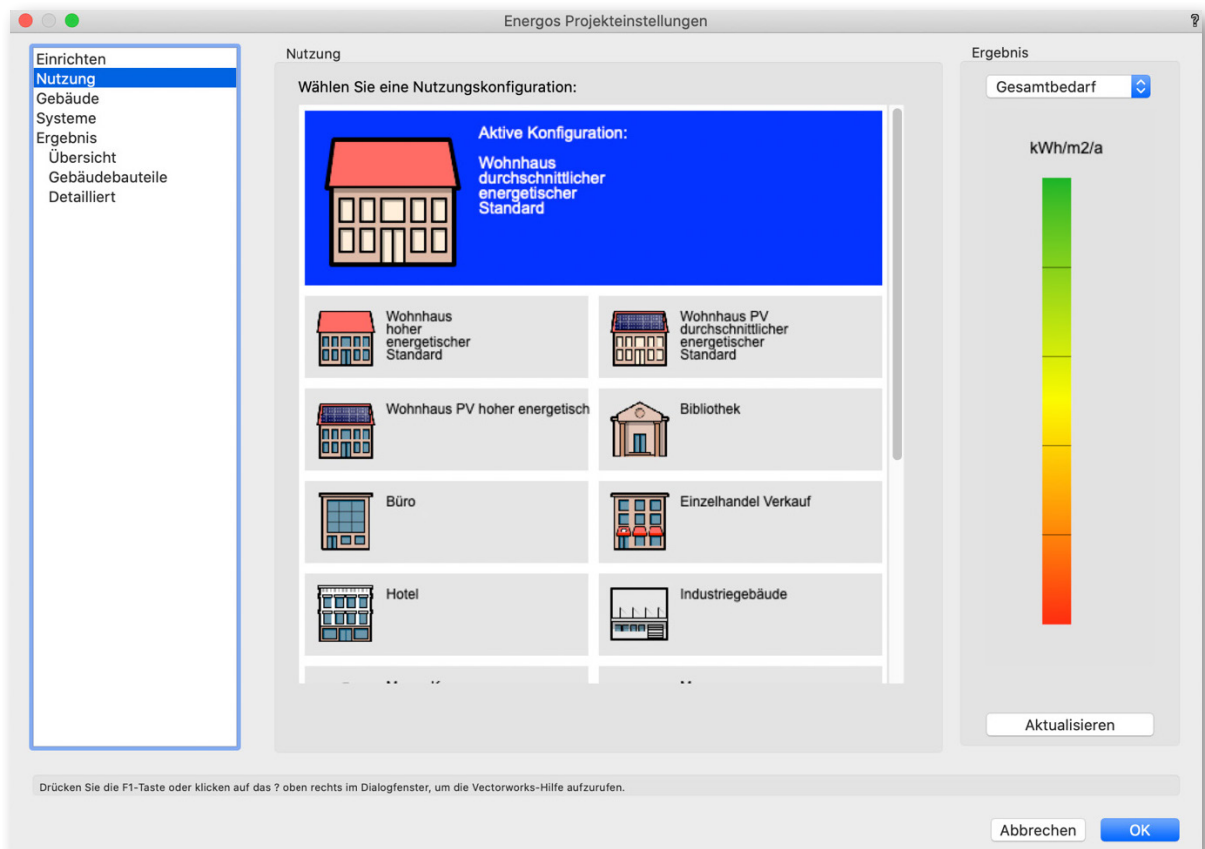 Energos Projekteinstellungen
?
Einrichten
Nutzung
Gebäude
Systeme
Ergebnis
Übersicht
Gebäudebauteile
Detailliert
Nutzung
Wählen Sie eine Nutzungskonfiguration:
Aktive Konfiguration:
Wohnhaus
durchschnittlicher
energetischer
Standard
Wohnhaus
hoher
energetischer
Standard
Wohnhaus PV
durchschnittlicher
energetischer
Standard
Wohnhaus PV hoher energetisch
Bibliothek
Büro
Einzelhandel Verkauf
Hotel
Industriegebäude
Ergebnis
Gesamtbedarf
kWh/m2/a
Aktualisieren
Drücken Sie die F1-Taste oder klicken auf das ? oben rechts im Dialogfenster, um die Vectorworks-Hilfe aufzurufen.
Abbrechen
OK